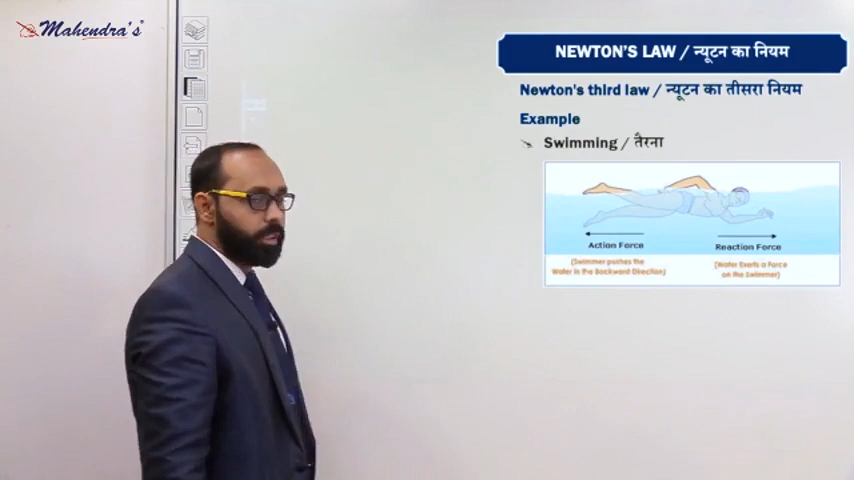 Mahendra's
NEWTON'S LAW / न्यूटन का नियम
Newton's third law / न्यूटन का तीसरा नियम
Example
Swimming / तैरना
Action Force
Reaction Force
(Swimmer pushes the
Water in the Backward Direction)
(Water Exerts a Force
on the Swimmer)